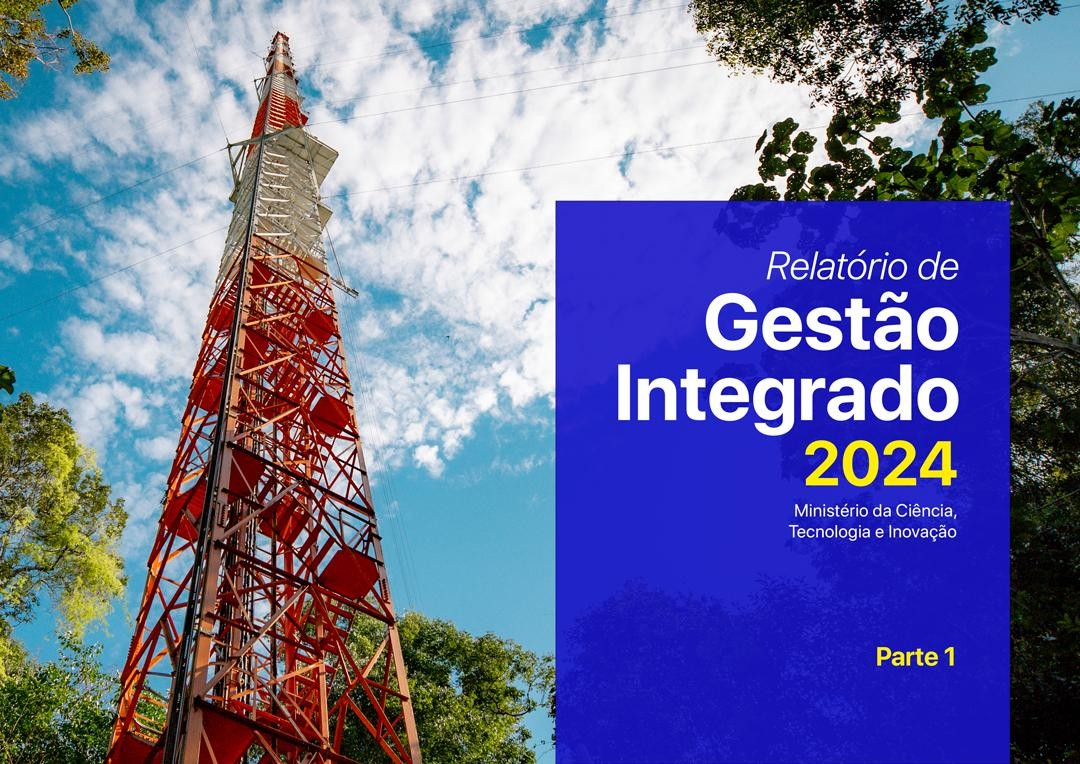 Relatório de
Gestão
Integrado
2024
Ministério da Ciência,
Tecnologia e Inovação
Parte 1